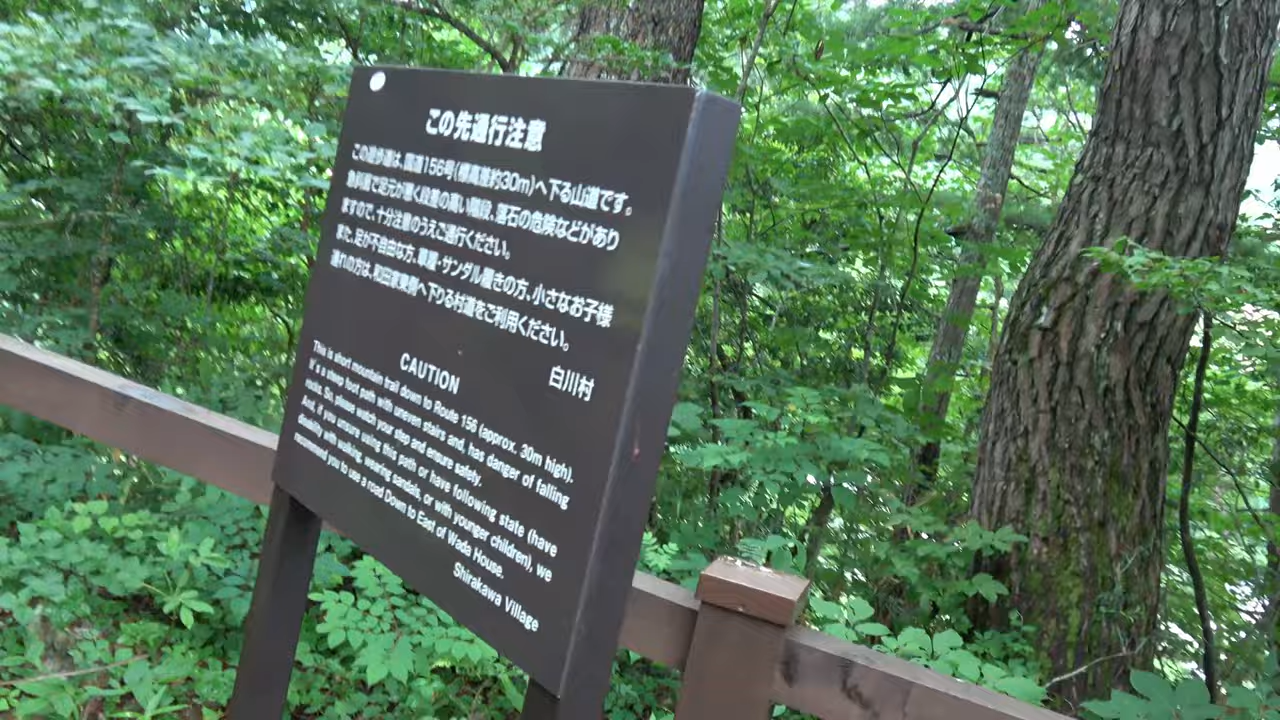 この先通行注意
この遊歩道は、国道156号(標高差約30m)へ下る山道です。
急斜面で足元が悪く段差の高い階段、落石の危険などがあり
ますので、十分注意のうえご通行ください。
また、足が不自由な方、草履・サンダル履きの方、小さなお子様
連れの方は、和田家東側へ下りる村道をご利用ください。
白川村
CAUTION
This is short mountain trail down to Route 156 (approx. 30m high).
It's a steep foot path with uneven stairs and, has danger of falling
rocks. So, please watch your step and ensure safety.
And, if you unsure using this path or have following state (have
disability with walking, wearing sandals, or with younger children), we
recommend you to use a road Down to East of Wada House.
Shirakawa Village